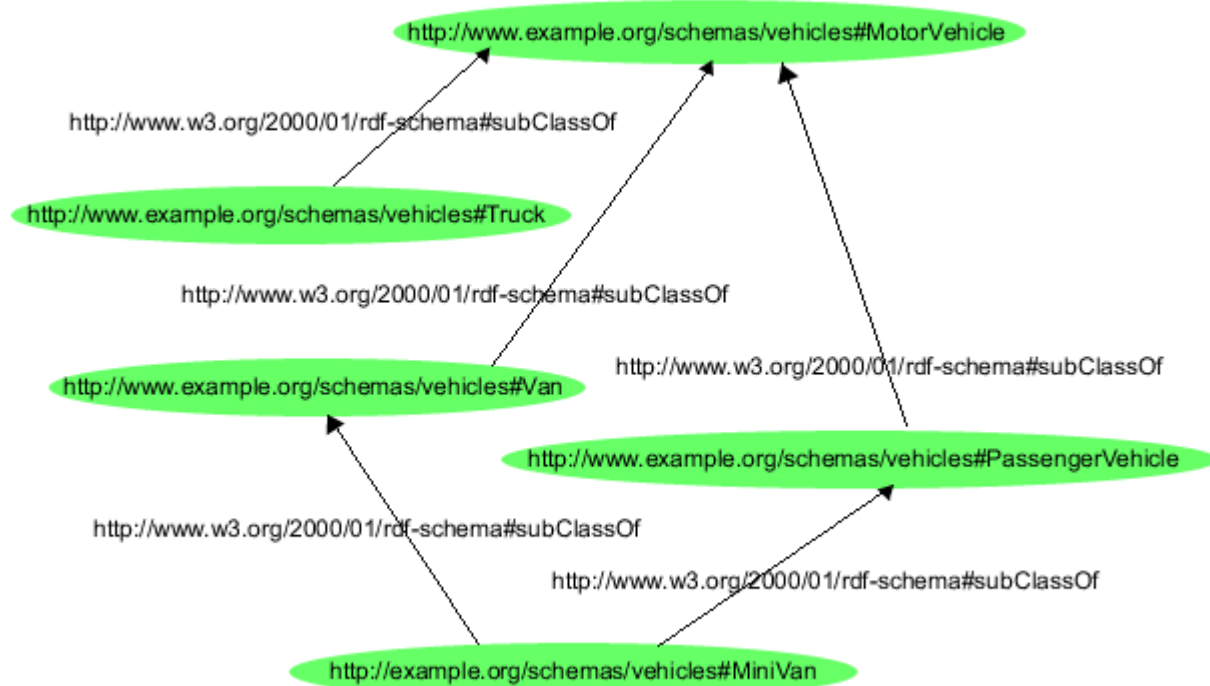 http://www.example.org/schemas/vehicles#MotorVehicle
http://www.w3.org/2000/01/rdf-schema#subClassOf
http://www.example.org/schemas/vehicles#Truck
http://www.w3.org/2000/01/rdf-schema#subClassOf
http://www.w3.org/2000/01/rdf-schema#subClassOf
http://www.example.org/schemas/vehicles#Van
http://www.example.org/schemas/vehicles#PassengerVehicle
http://www.w3.org/2000/01/rdf-schema#subClassOf
http://www.w3.org/2000/01/rdf-schema#subClassOf
http://example.org/schemas/vehicles#MiniVan